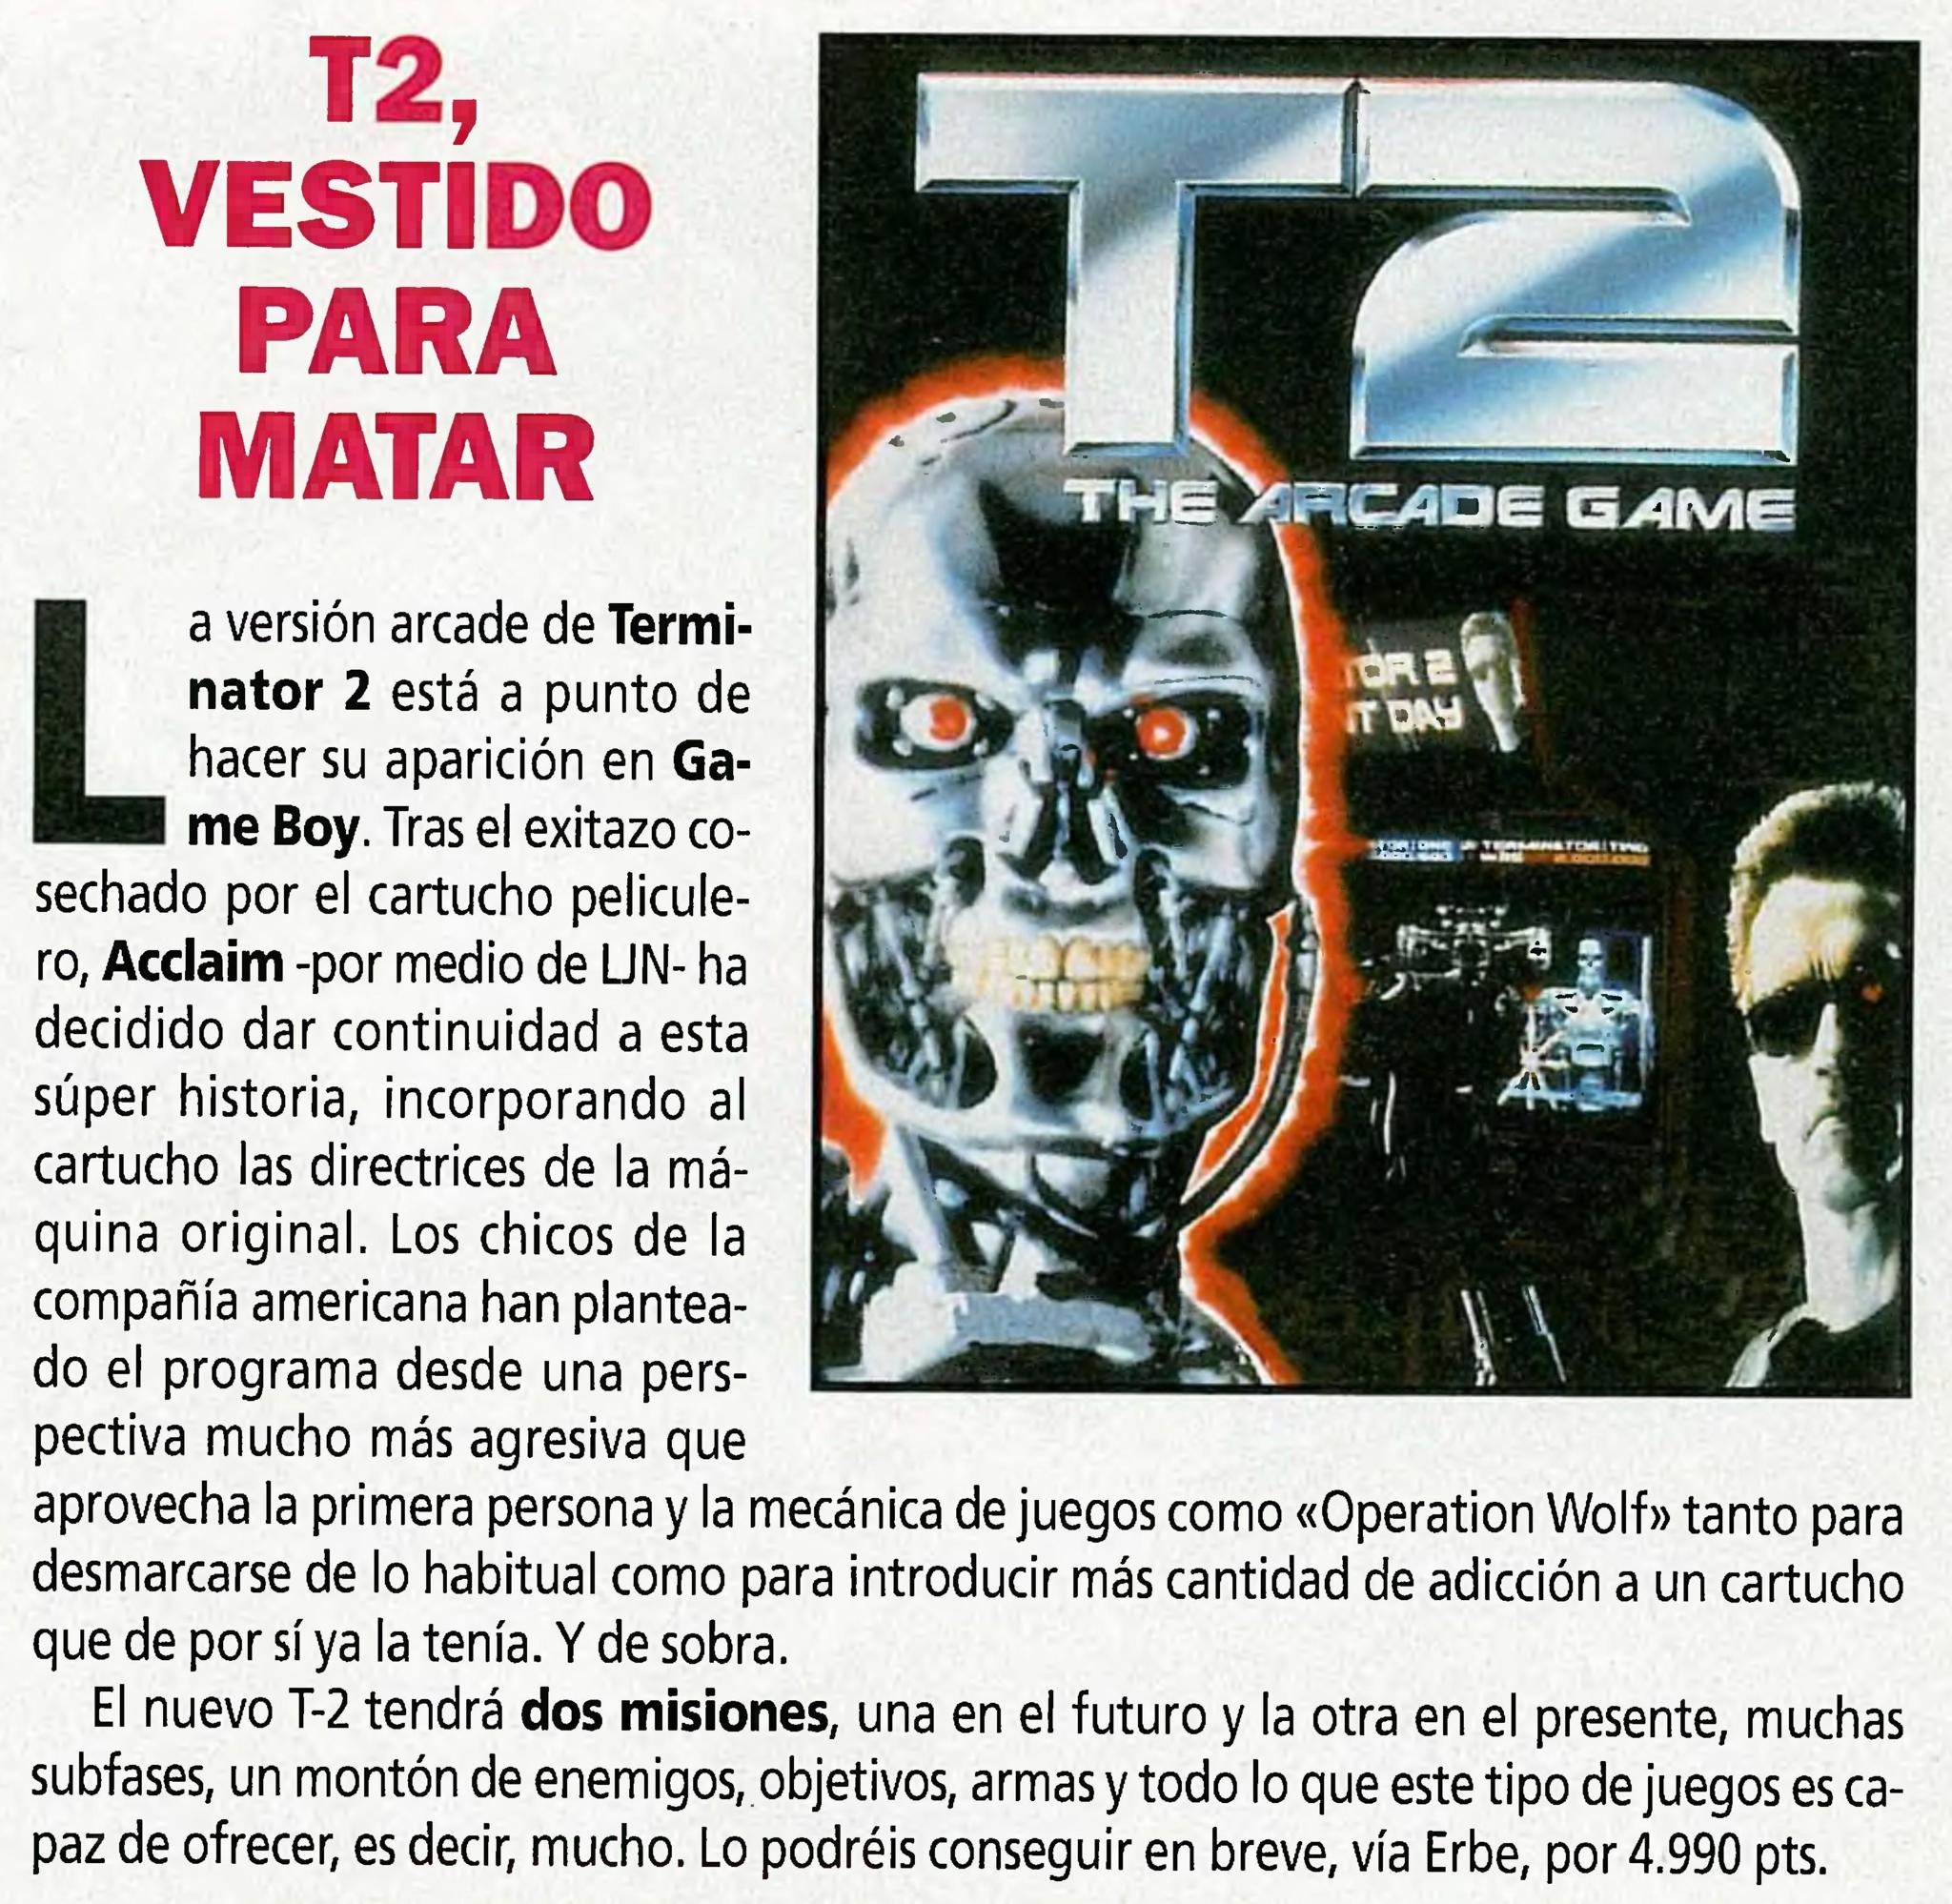 T2,
VESTIDO
PARA
MATAR
La versión arcade de Termi-
nator 2 está a punto de
hacer su aparición en Ga-
me Boy. Tras el exitazo co-
sechado por el cartucho pelicule-
ro, Acclaim -por medio de LJN- ha
decidido dar continuidad a esta
súper historia, incorporando al
cartucho las directrices de la má-
quina original. Los chicos de la
compañía americana han plantea-
do el programa desde una pers-
pectiva mucho más agresiva que
aprovecha la primera persona y la mecánica de juegos como «Operation Wolf» tanto para
desmarcarse de lo habitual como para introducir más cantidad de adicción a un cartucho
que de por sí ya la tenía. Y de sobra.
El nuevo T-2 tendrá dos misiones, una en el futuro y la otra en el presente, muchas
subfases, un montón de enemigos, objetivos, armas y todo lo que este tipo de juegos es ca-
paz de ofrecer, es decir, mucho. Lo podréis conseguir en breve, vía Erbe, por 4.990 pts.
T2
THE ARCADE GAME
TOR 2
T DAY